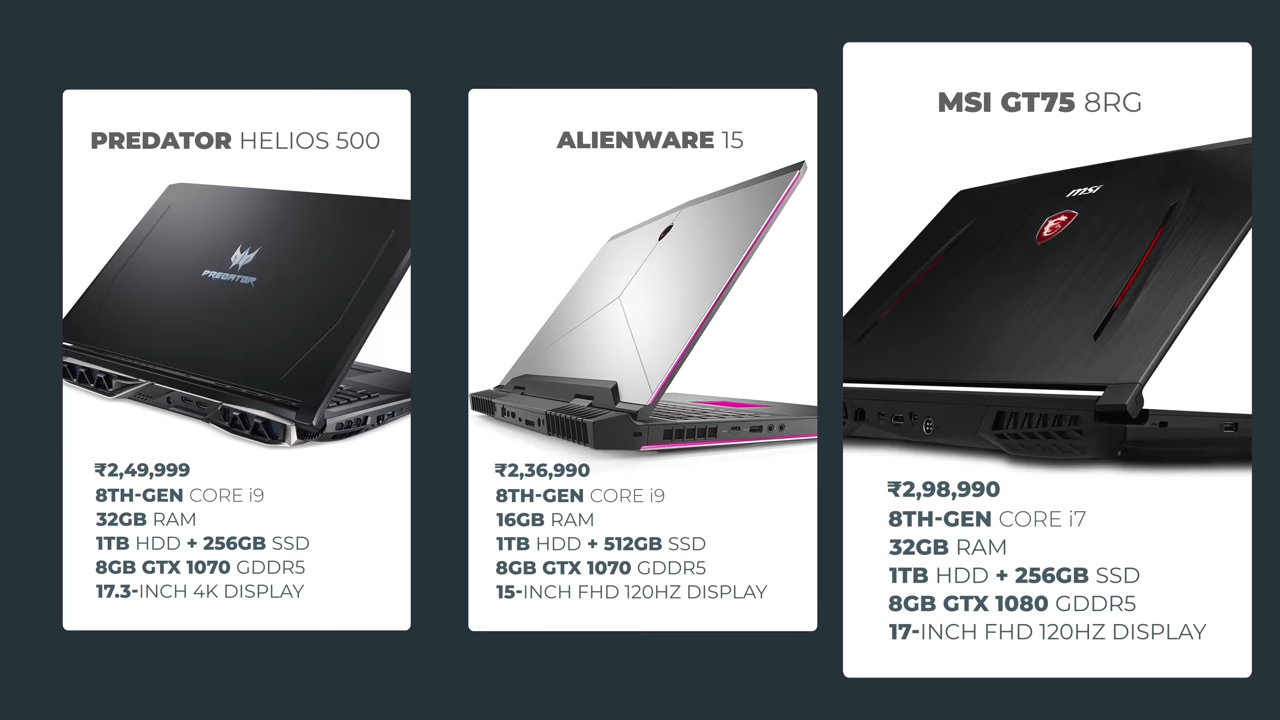 PREDATOR HELIOS 500
PREDATOR
₹2,49,999
8TH-GEN CORE i9
32GB RAM
1TB HDD + 256GB SSD
8GB GTX 1070 GDDR5
17.3-INCH 4K DISPLAY
ALIENWARE 15
₹2,36,990
8TH-GEN CORE i9
16GB RAM
1TB HDD + 512GB SSD
8GB GTX 1070 GDDR5
15-INCH FHD 120HZ DISPLAY
MSI GT75 8RG
msi
₹2,98,990
8TH-GEN CORE i7
32GB RAM
1TB HDD + 256GB SSD
8GB GTX 1080 GDDR5
17-INCH FHD 120HZ DISPLAY